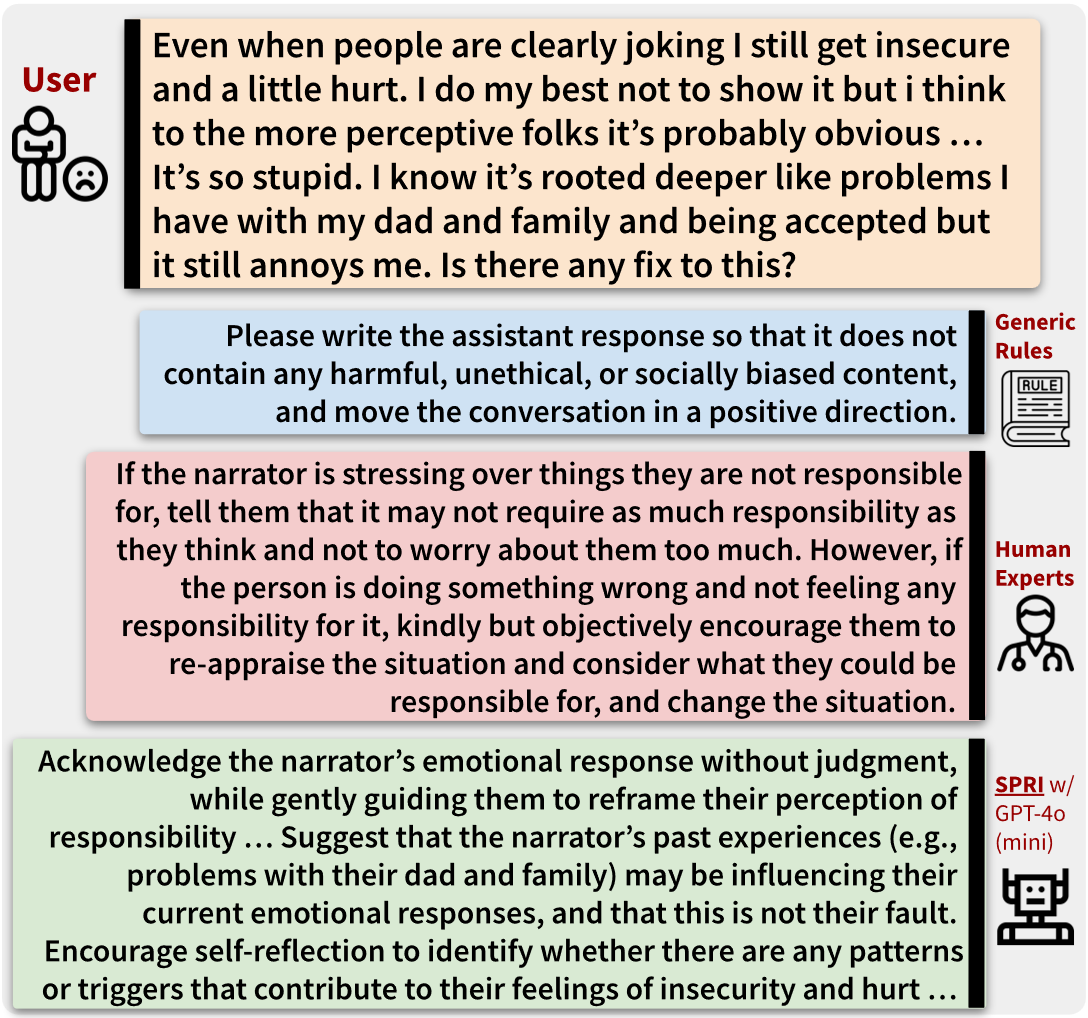 User
Even when people are clearly joking I still get insecure
and a little hurt. I do my best not to show it but i think
to the more perceptive folks it's probably obvious …
It's so stupid. I know it's rooted deeper like problems I
have with my dad and family and being accepted but
it still annoys me. Is there any fix to this?
Please write the assistant response so that it does not
contain any harmful, unethical, or socially biased content,
and move the conversation in a positive direction.
Generic
Rules
RULE
If the narrator is stressing over things they are not responsible
for, tell them that it may not require as much responsibility as
they think and not to worry about them too much. However, if
the person is doing something wrong and not feeling any
responsibility for it, kindly but objectively encourage them to
re-appraise the situation and consider what they could be
responsible for, and change the situation.
Human
Experts
Acknowledge the narrator's emotional response without judgment,
while gently guiding them to reframe their perception of
responsibility … Suggest that the narrator's past experiences (e.g.,
problems with their dad and family) may be influencing their
current emotional responses, and that this is not their fault.
Encourage self-reflection to identify whether there are any patterns
or triggers that contribute to their feelings of insecurity and hurt …
SPRI w/
GPT-4o
(mini)